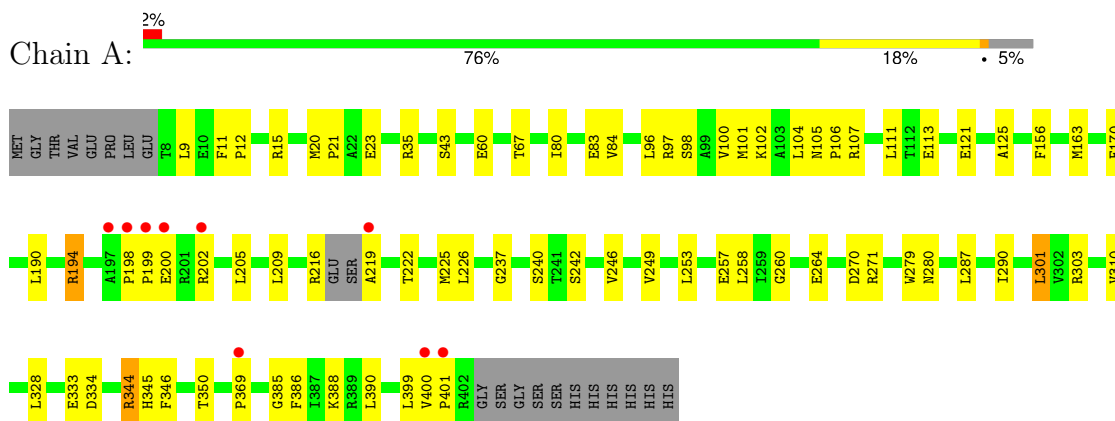 2%
Chain A:
76% 18% • 5%
MET GLY THR VAL GLU PRO LEU GLU T8 L9 E10 F11 P12 R15 M20 P21 A22 E23 R35 S43 E60 T67 I80 E83 V84 L96 R97 S98 A99 V100 M101 K102 A103 L104 N105 P106 R107 L111 T112 E113 E121 A125 F156 M163
L190 R194 A197 P198 P199 E200 R201 R202 L205 L209 R216 GLU SER A219 T222 M225 L226 G237 S240 T241 S242 V246 V249 L253 E257 L258 I259 G260 E264 D270 R271 W279 N280 L287 I290 L301 V302 R303
L328 E333 D334 R344 H345 F346 T350 P369 G385 F386 I387 K388 R389 L390 L399 V400 P401 R402 GLY SER GLY SER SER HIS HIS HIS HIS HIS HIS